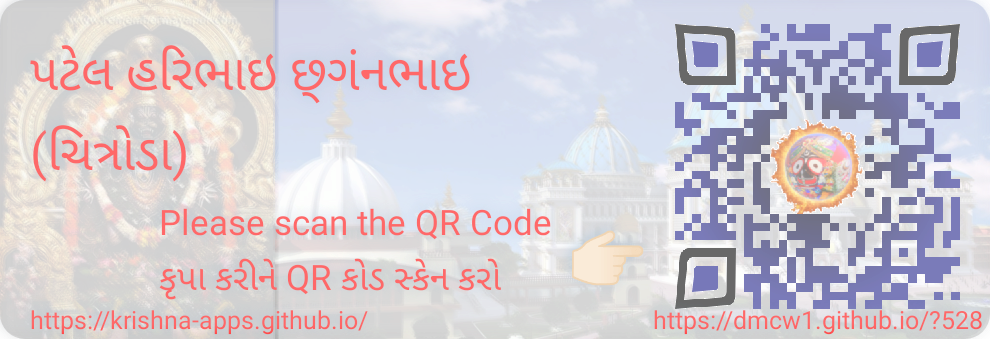 પટેલ હરિભાઇ છ્ગંનભાઇ
(ચિત્રોડા)
Please scan the QR Code
કૃપા કરીને QR કોડ સ્કેન કરો
https://krishna-apps.github.io/
https://dmcw1.github.io/?528